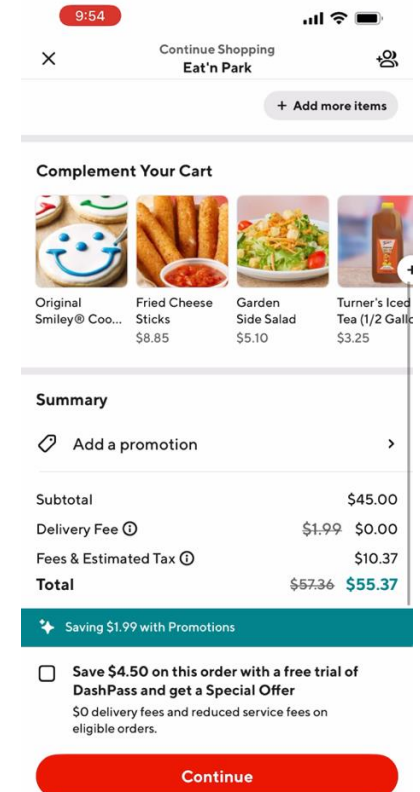 9:54
Continue Shopping
Eat'n Park
+ Add more items
Complement Your Cart
Original
Smiley® Coo...
Fried Cheese
Sticks
$8.85
Garden
Side Salad
$5.10
Turner's Iced
Tea (1/2 Gallo
$3.25
Summary
Add a promotion
Subtotal $45.00
Delivery Fee $1.99 $0.00
Fees & Estimated Tax $10.37
Total $57.36 $55.37
Saving $1.99 with Promotions
Save $4.50 on this order with a free trial of
DashPass and get a Special Offer
$0 delivery fees and reduced service fees on
eligible orders.
Continue